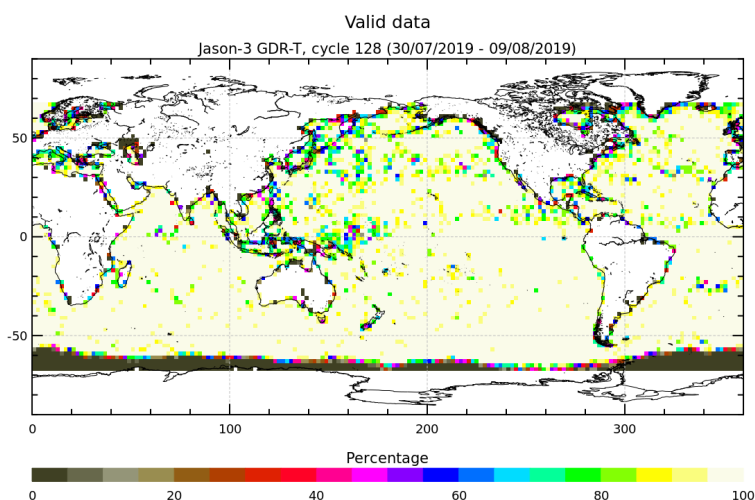 Valid data
Jason-3 GDR-T, cycle 128 (30/07/2019 - 09/08/2019)
50
0
-50
0 100 200 300
Percentage
0 20 40 60 80 100